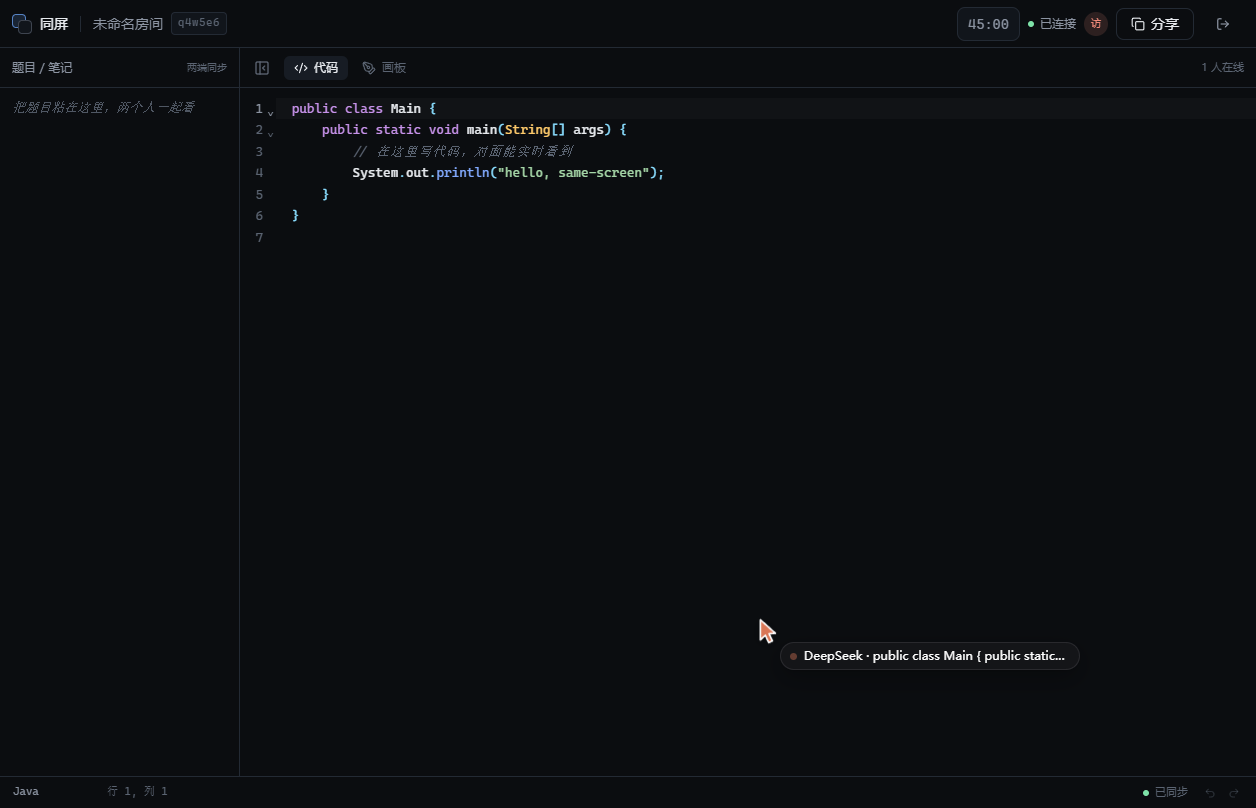 同屏 未命名房间 q4w5e6 45:00 已连接 访 分享
题目 / 笔记 两端同步 代码 画板 1 人在线
把题目粘在这里，两个人一起看
1 public class Main {
2 public static void main(String[] args) {
3 // 在这里写代码，对面能实时看到
4 System.out.println("hello, same-screen");
5 }
6 }
7
DeepSeek · public class Main { public static...
Java 行 1, 列 1 已同步